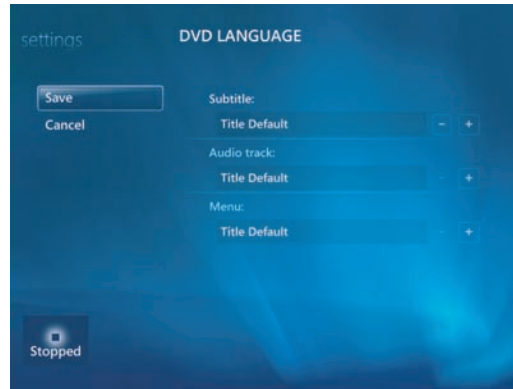 settings
DVD LANGUAGE
Save
Cancel
Subtitle:
Title Default - +
Audio track:
Title Default - +
Menu:
Title Default - +
Stopped